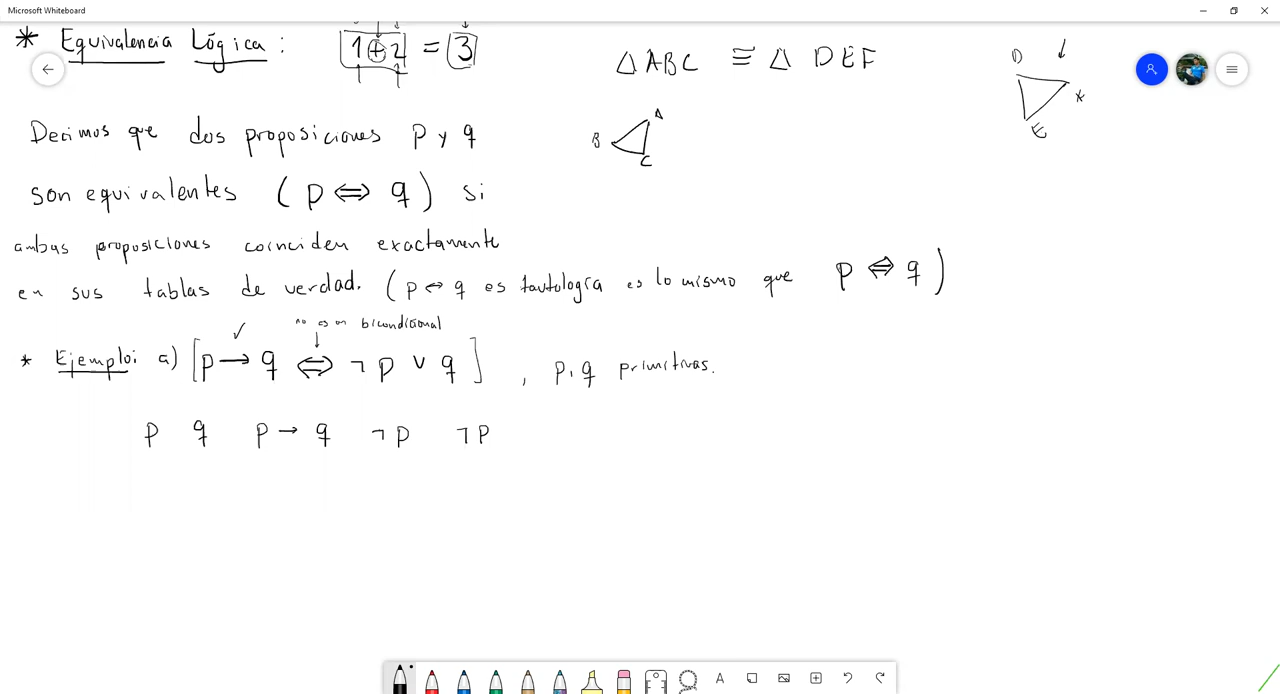 Microsoft Whiteboard
* Equivalencia Lógica : 1 + 2 = 3
△ ABC ≅ △ DEF
D
E
A
B
C
Decimos que dos proposiciones p y q
son equivalentes ( p ⇔ q ) si
ambas proposiciones coinciden exactamente
en sus tablas de verdad. ( p ↔ q es tautología es lo mismo que p ⇔ q )
no es un bicondicional
* Ejemplo: a) [ p → q ⇔ ¬ p ∨ q ] , p, q primitivas.
p q p → q ¬ p ¬ p
A